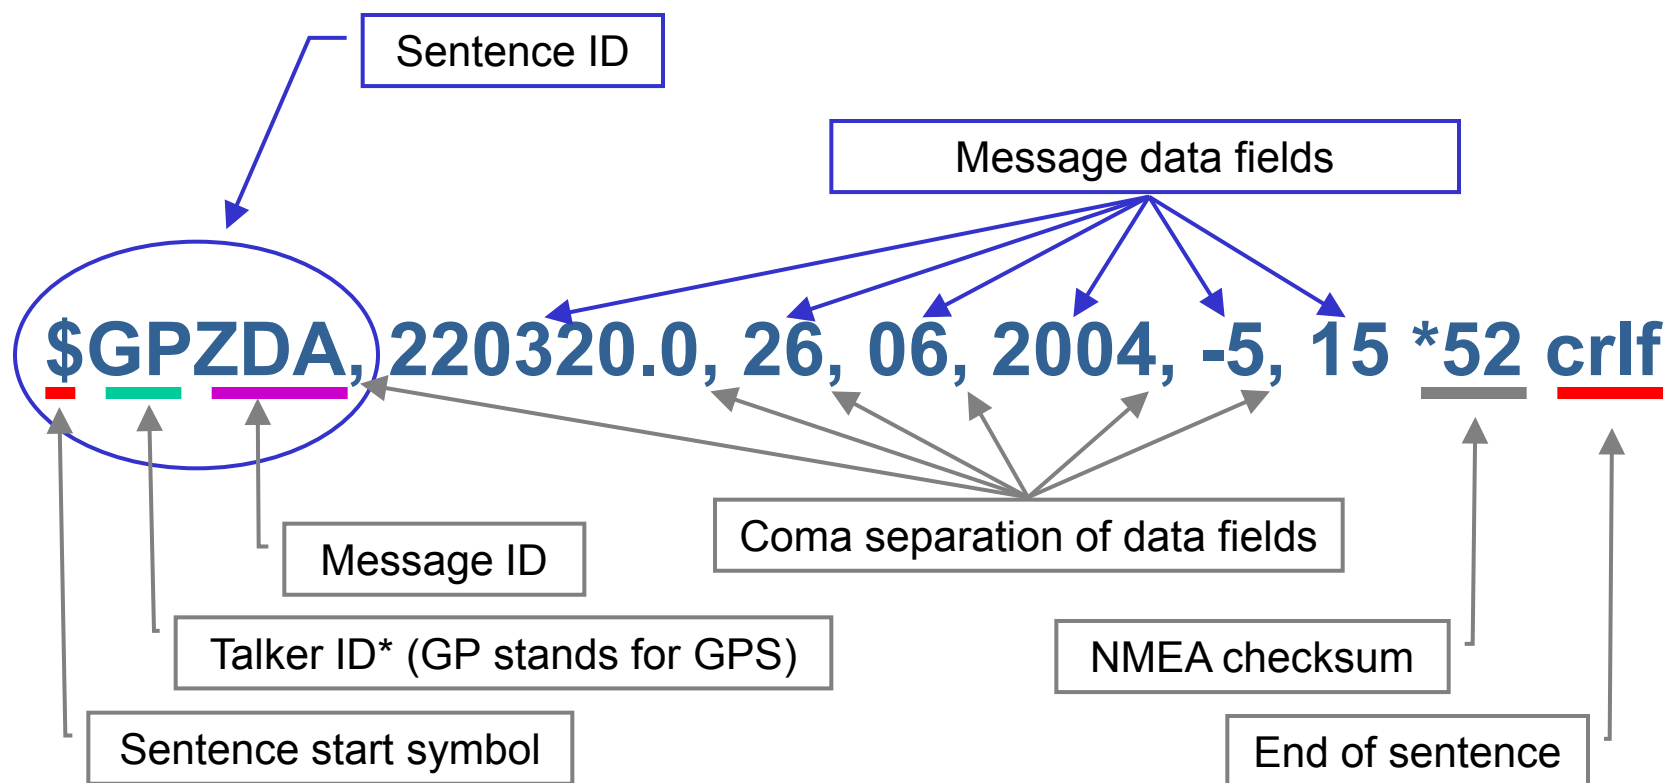 Sentence ID
Message data fields
$GPZDA, 220320.0, 26, 06, 2004, -5, 15 *52 crlf
Coma separation of data fields
Message ID
Talker ID* (GP stands for GPS)
NMEA checksum
Sentence start symbol
End of sentence